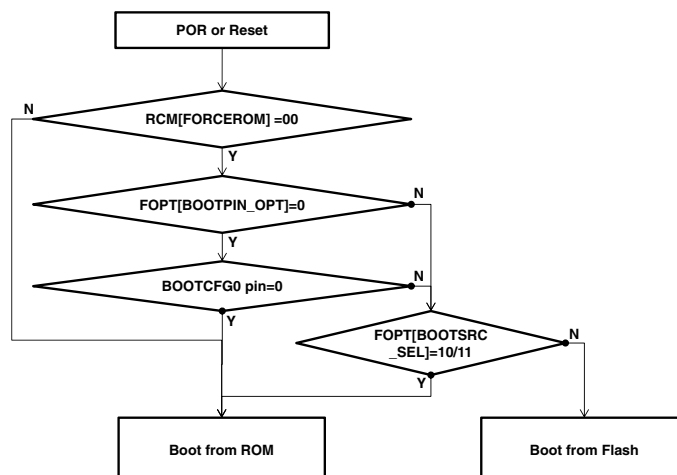 POR or Reset
N
RCM[FORCEROM] =00
Y
FOPT[BOOTPIN_OPT]=0
N
Y
BOOTCFG0 pin=0
N
Y
FOPT[BOOTSRC
_SEL]=10/11
N
Y
Boot from ROM
Boot from Flash